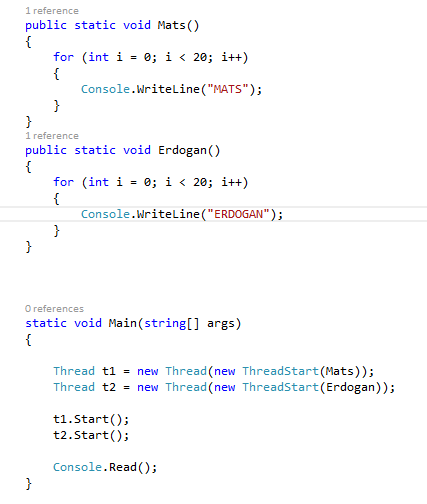 1 reference
public static void Mats()
{
for (int i = 0; i < 20; i++)
{
Console.WriteLine("MATS");
}
}
1 reference
public static void Erdogan()
{
for (int i = 0; i < 20; i++)
{
Console.WriteLine("ERDOGAN");
}
}
0 references
static void Main(string[] args)
{
Thread t1 = new Thread(new ThreadStart(Mats));
Thread t2 = new Thread(new ThreadStart(Erdogan));
t1.Start();
t2.Start();
Console.Read();
}